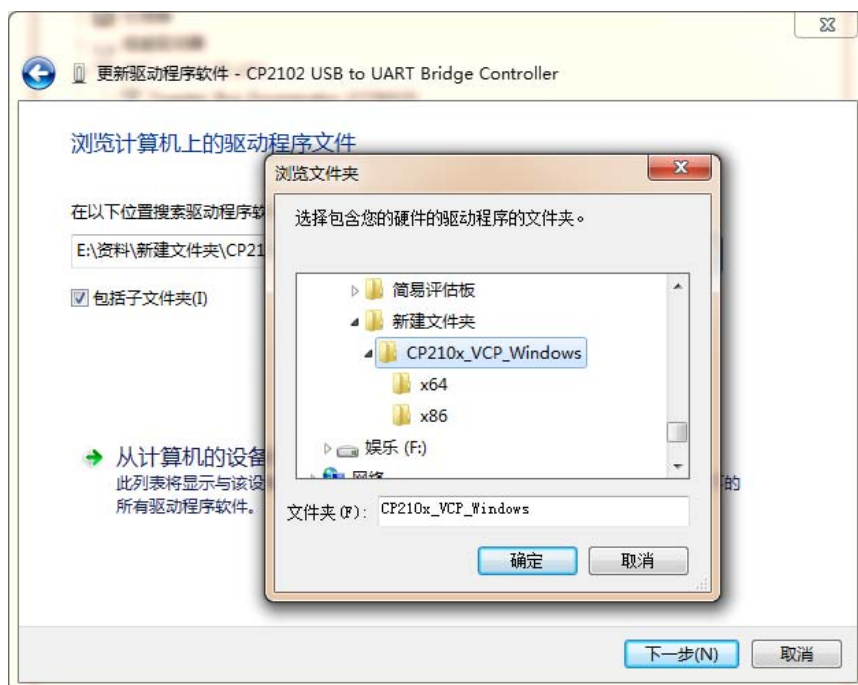 更新驱动程序软件 - CP2102 USB to UART Bridge Controller
浏览计算机上的驱动程序文件
在以下位置搜索驱动程序软
E:\资料\新建文件夹\CP21
包括子文件夹(I)
浏览文件夹
选择包含您的硬件的驱动程序的文件夹。
简易评估板
新建文件夹
CP210x_VCP_Windows
x64
x86
娱乐 (F:)
网络
文件夹(F): CP210x_VCP_Windows
确定 取消
从计算机的设备
此列表将显示与该设 的
所有驱动程序软件。
下一步(N) 取消